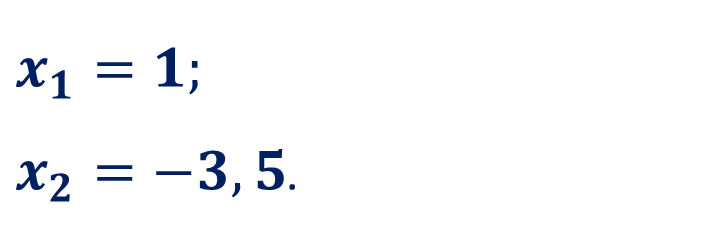 x₁ = 1;
x₂ = −3, 5.